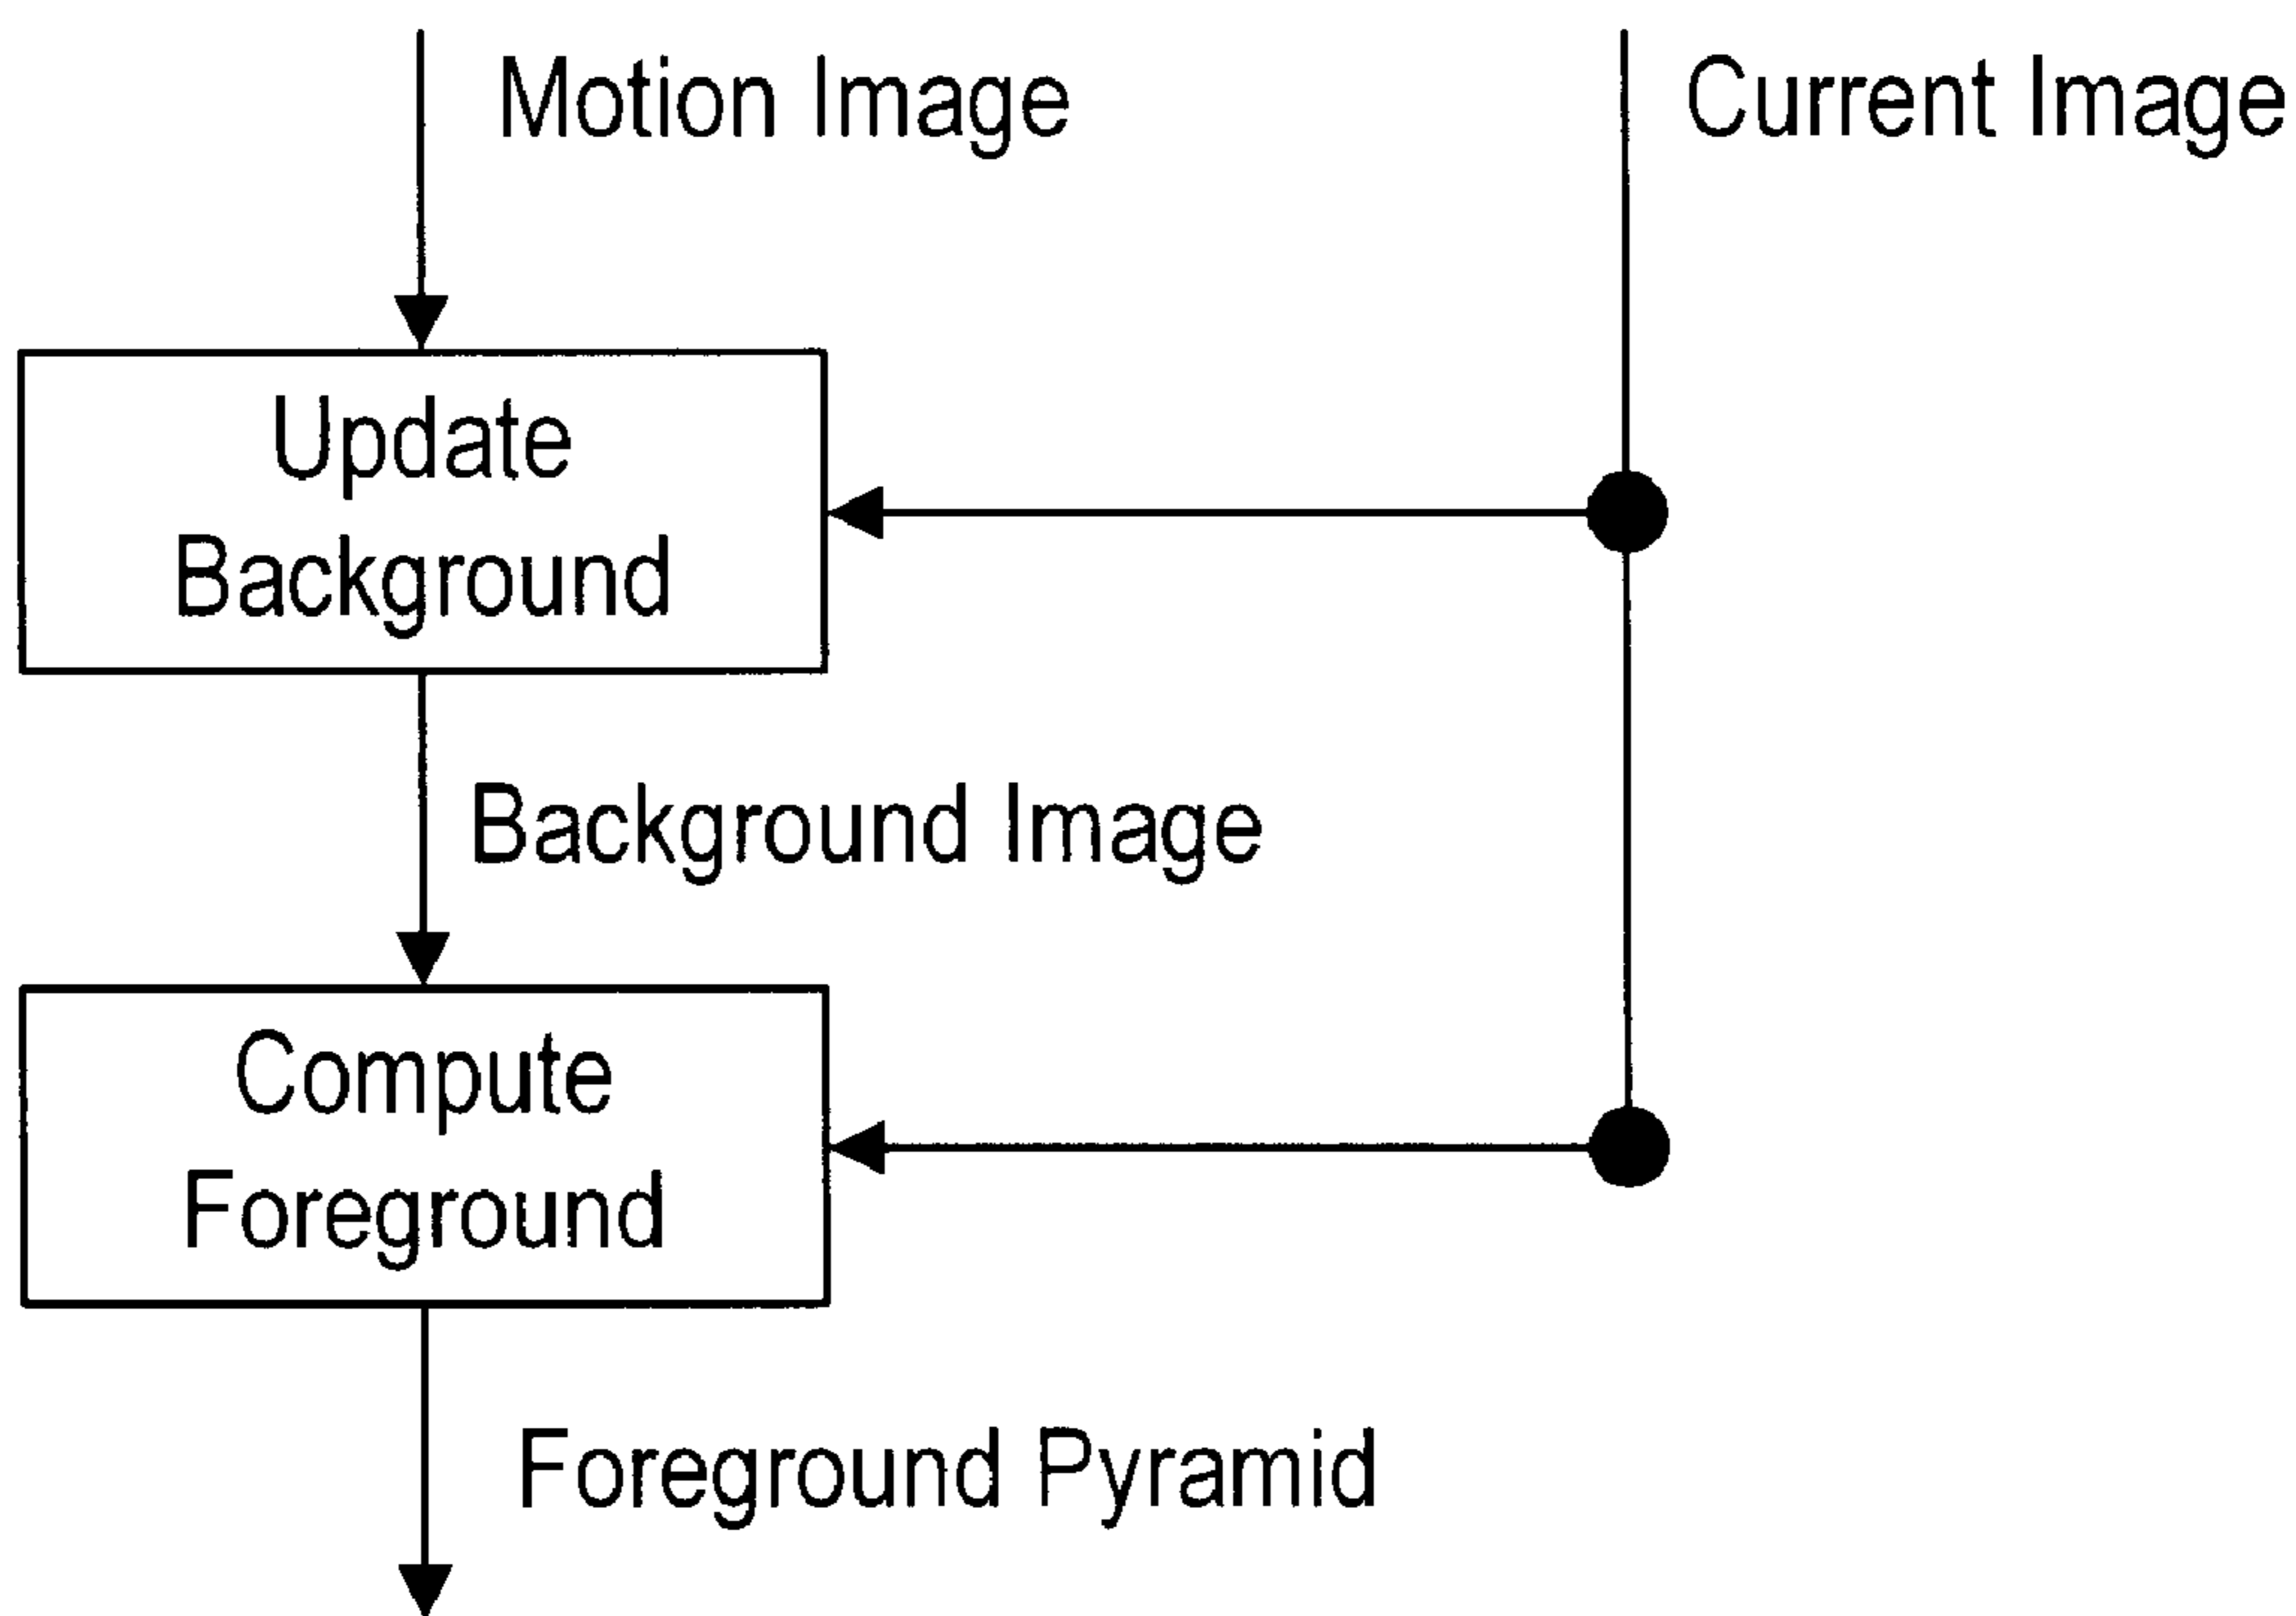 Motion Image
Current Image
Update
Background
Background Image
Compute
Foreground
Foreground Pyramid